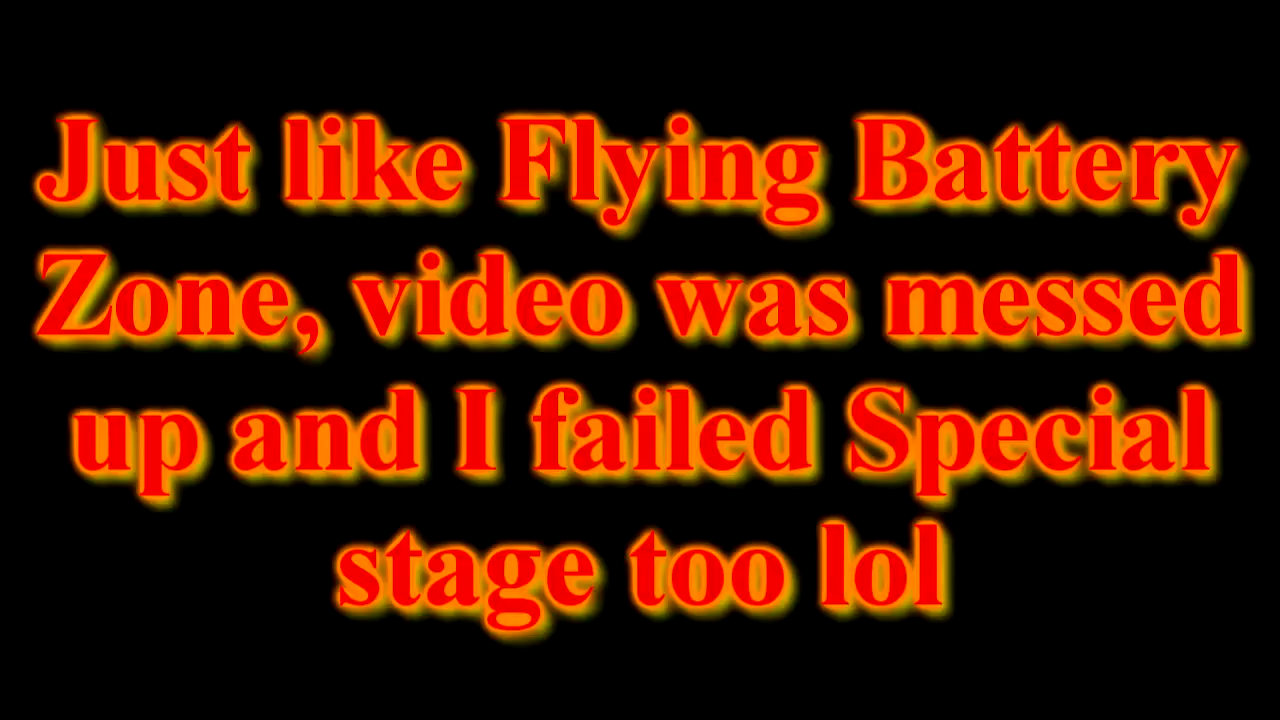 Just like Flying Battery
Zone, video was messed
up and I failed Special
stage too lol